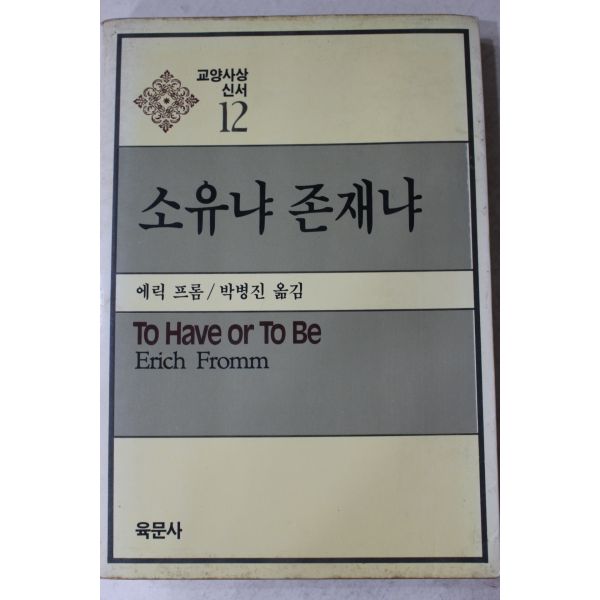 교양사상
신서
12
소유냐 존재냐
에릭 프롬/박병진 옮김
To Have or To Be
Erich Fromm
육문사